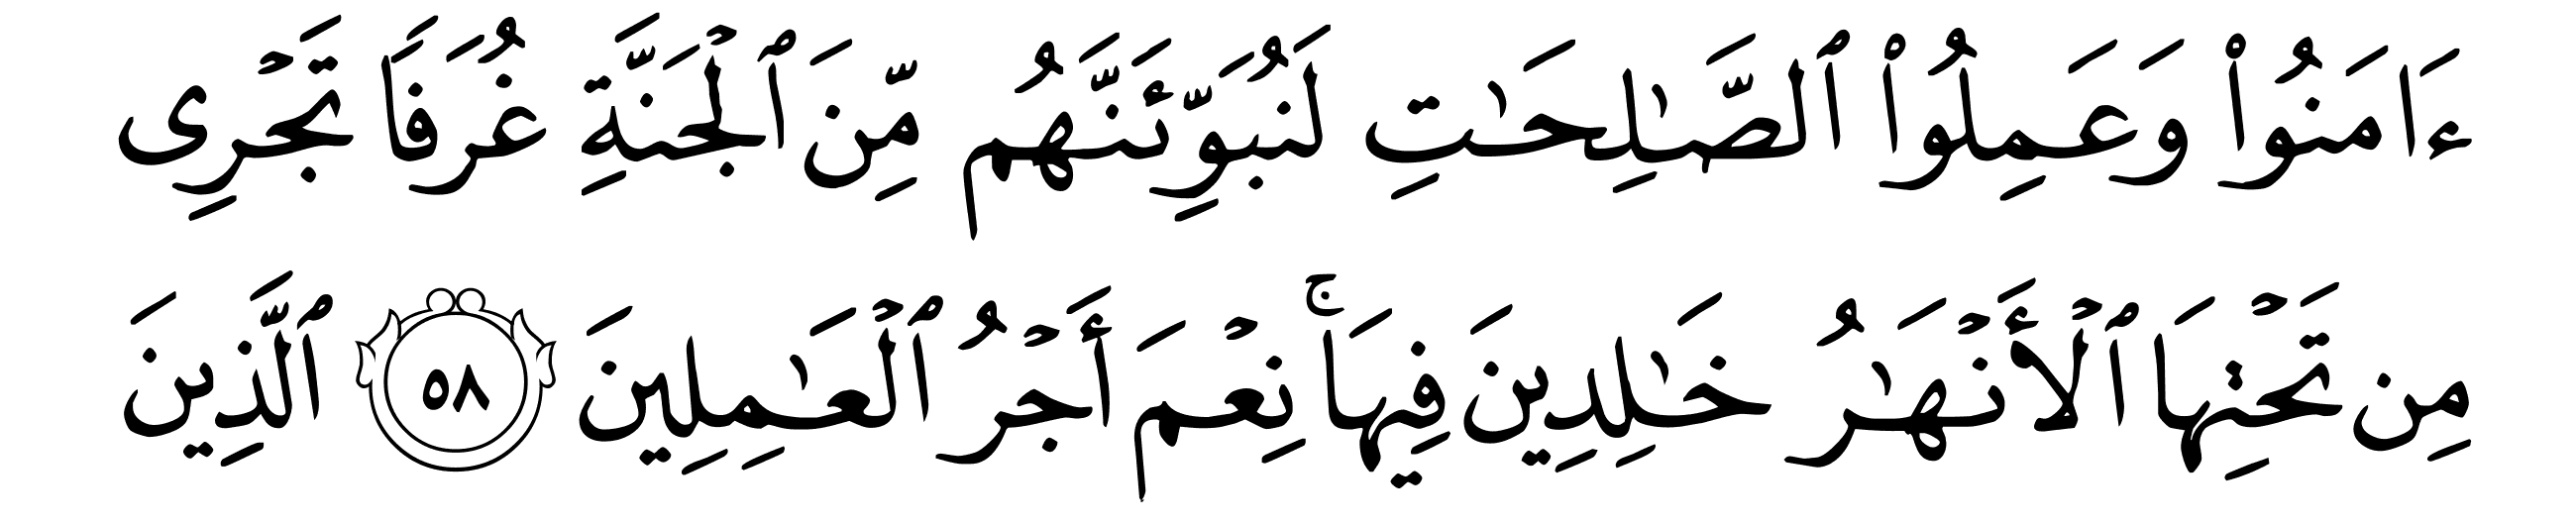 ءَامَنُوا۟ وَعَمِلُوا۟ ٱلصَّـٰلِحَـٰتِ لَنُبَوِّئَنَّهُم مِّنَ ٱلْجَنَّةِ غُرَفًا تَجْرِى
مِن تَحْتِهَا ٱلْأَنْهَـٰرُ خَـٰلِدِينَ فِيهَا ۚ نِعْمَ أَجْرُ ٱلْعَـٰمِلِينَ ٥٨ ٱلَّذِينَ